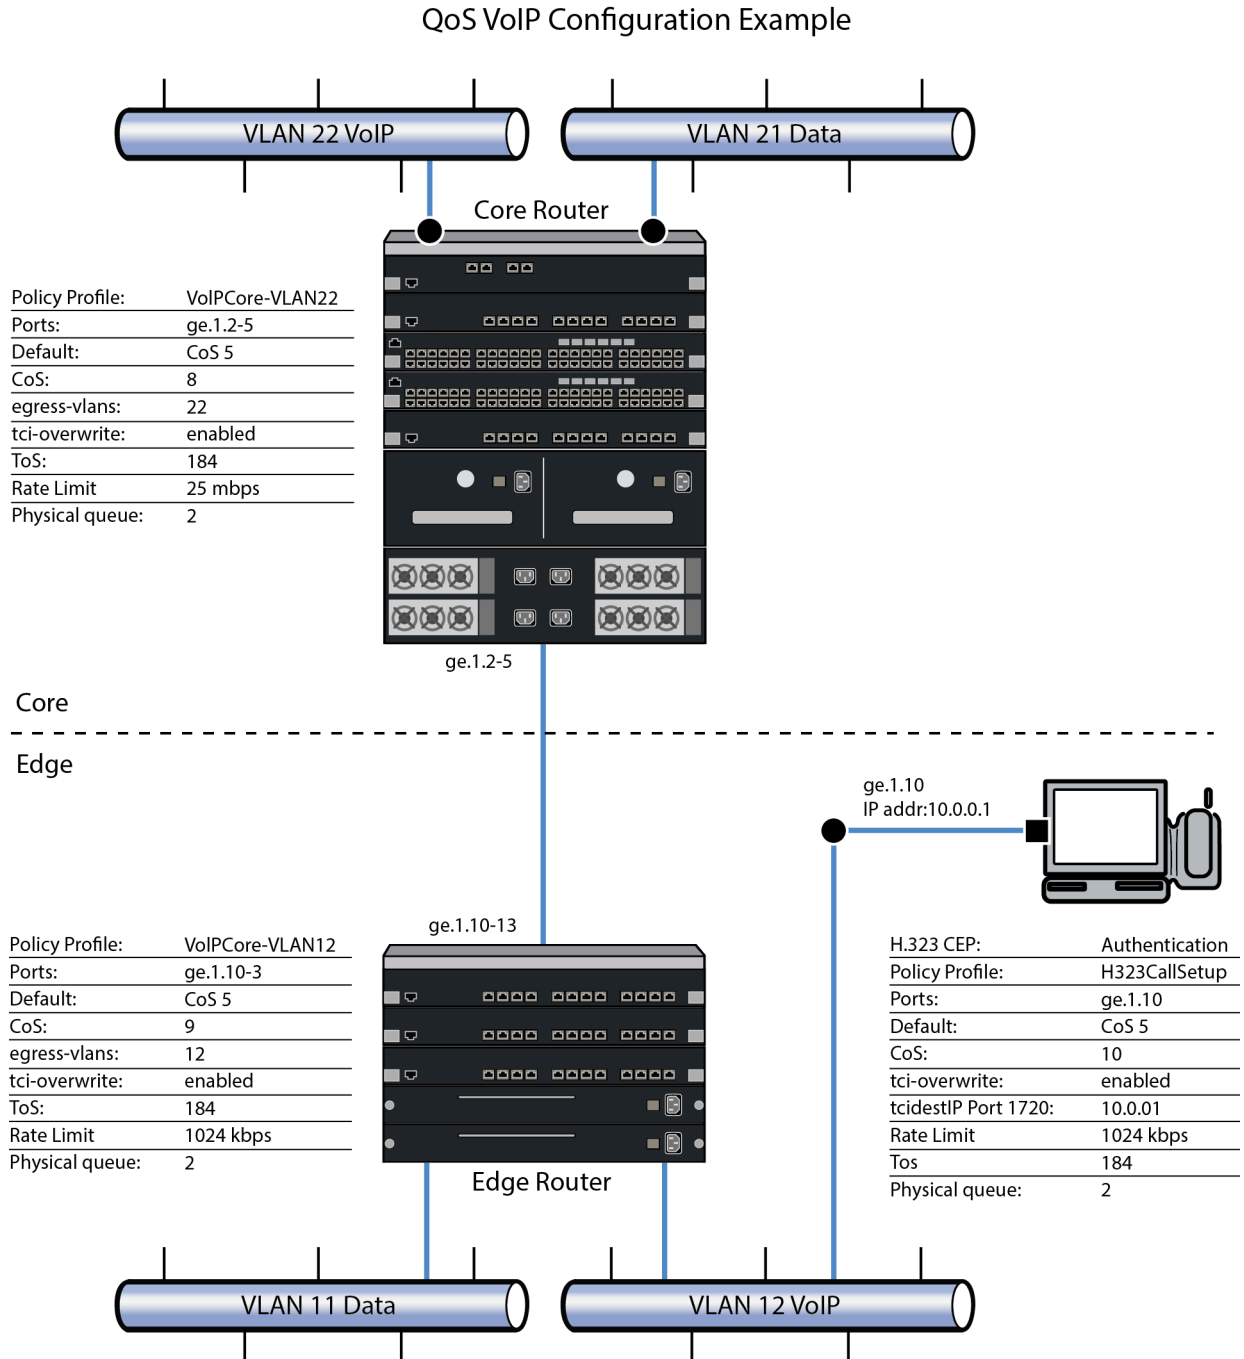 QoS VoIP Configuration Example
VLAN 22 VoIP
VLAN 21 Data
Core Router
Policy Profile: VolPCore-VLAN22
Ports: ge.1.2-5
Default: CoS 5
CoS: 8
egress-vlans: 22
tci-overwrite: enabled
ToS: 184
Rate Limit 25 mbps
Physical queue: 2
ge.1.2-5
Core
Edge
ge.1.10
IP addr:10.0.0.1
ge.1.10-13
Policy Profile: VolPCore-VLAN12
Ports: ge.1.10-3
Default: CoS 5
CoS: 9
egress-vlans: 12
tci-overwrite: enabled
ToS: 184
Rate Limit 1024 kbps
Physical queue: 2
H.323 CEP: Authentication
Policy Profile: H323CallSetup
Ports: ge.1.10
Default: CoS 5
CoS: 10
tci-overwrite: enabled
tcidestIP Port 1720: 10.0.01
Rate Limit 1024 kbps
Tos 184
Physical queue: 2
Edge Router
VLAN 11 Data
VLAN 12 VoIP